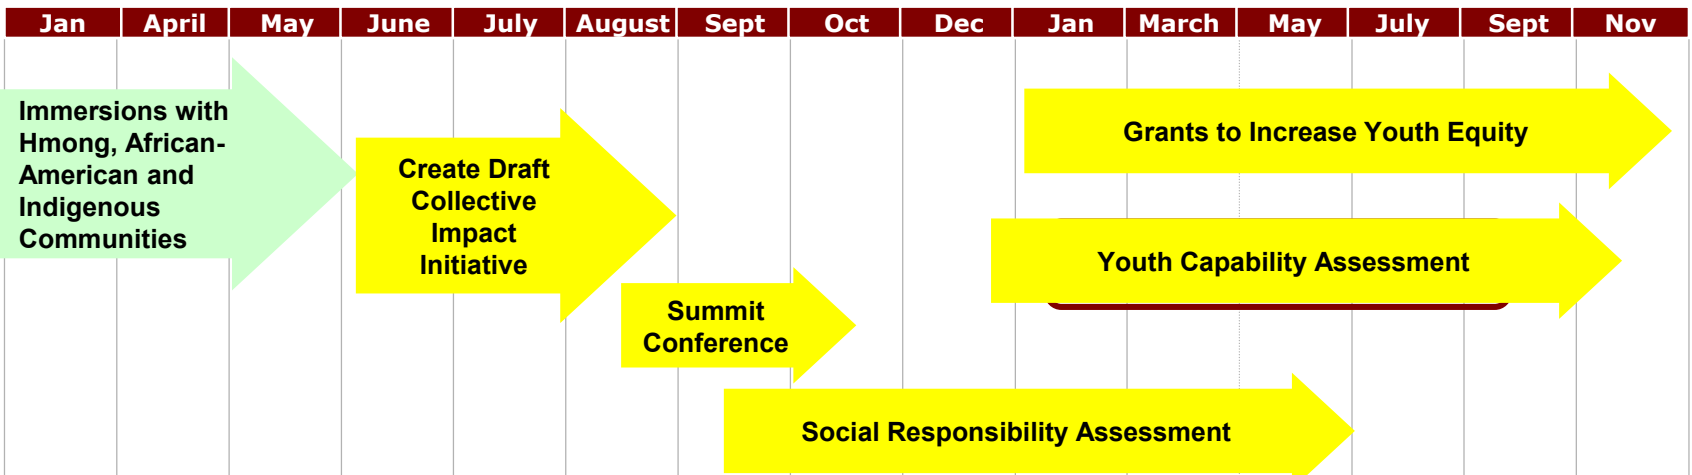 Jan April May June July August Sept Oct Dec Jan March May July Sept Nov
Immersions with
Hmong, African-
American and
Indigenous
Communities
Create Draft
Collective
Impact
Initiative
Summit
Conference
Grants to Increase Youth Equity
Youth Capability Assessment
Social Responsibility Assessment